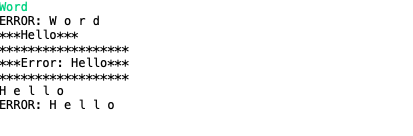 Word
ERROR: W o r d
***Hello***
******************
***Error: Hello***
******************
H e l l o
ERROR: H e l l o